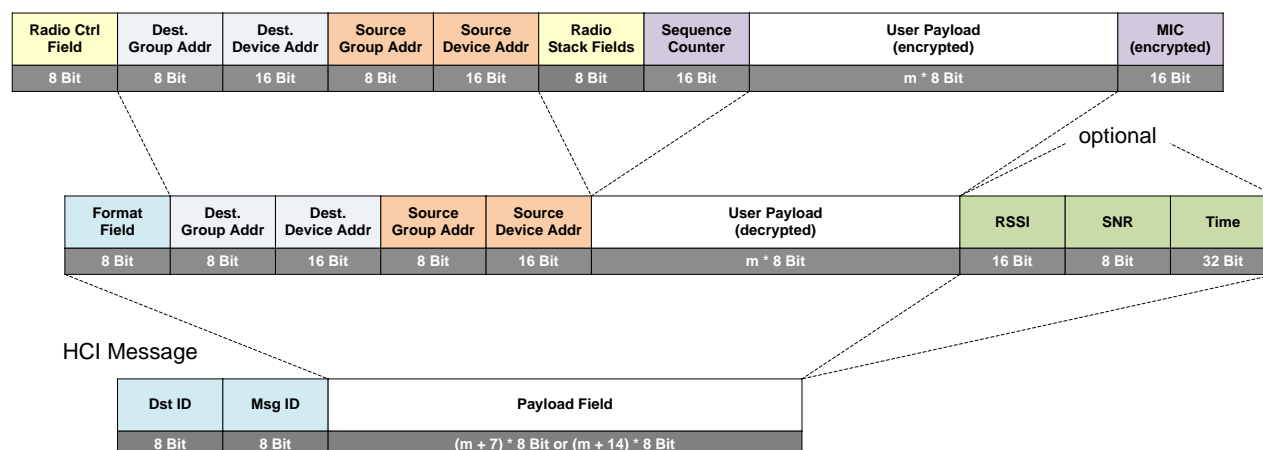 Radio Ctrl Field
Dest. Group Addr
Dest. Device Addr
Source Group Addr
Source Device Addr
Radio Stack Fields
Sequence Counter
User Payload (encrypted)
MIC (encrypted)
8 Bit
8 Bit
16 Bit
8 Bit
16 Bit
8 Bit
16 Bit
m * 8 Bit
16 Bit
optional
Format Field
Dest. Group Addr
Dest. Device Addr
Source Group Addr
Source Device Addr
User Payload (decrypted)
RSSI
SNR
Time
8 Bit
8 Bit
16 Bit
8 Bit
16 Bit
m * 8 Bit
16 Bit
8 Bit
32 Bit
HCI Message
Dst ID
Msg ID
Payload Field
8 Bit
8 Bit
(m + 7) * 8 Bit or (m + 14) * 8 Bit